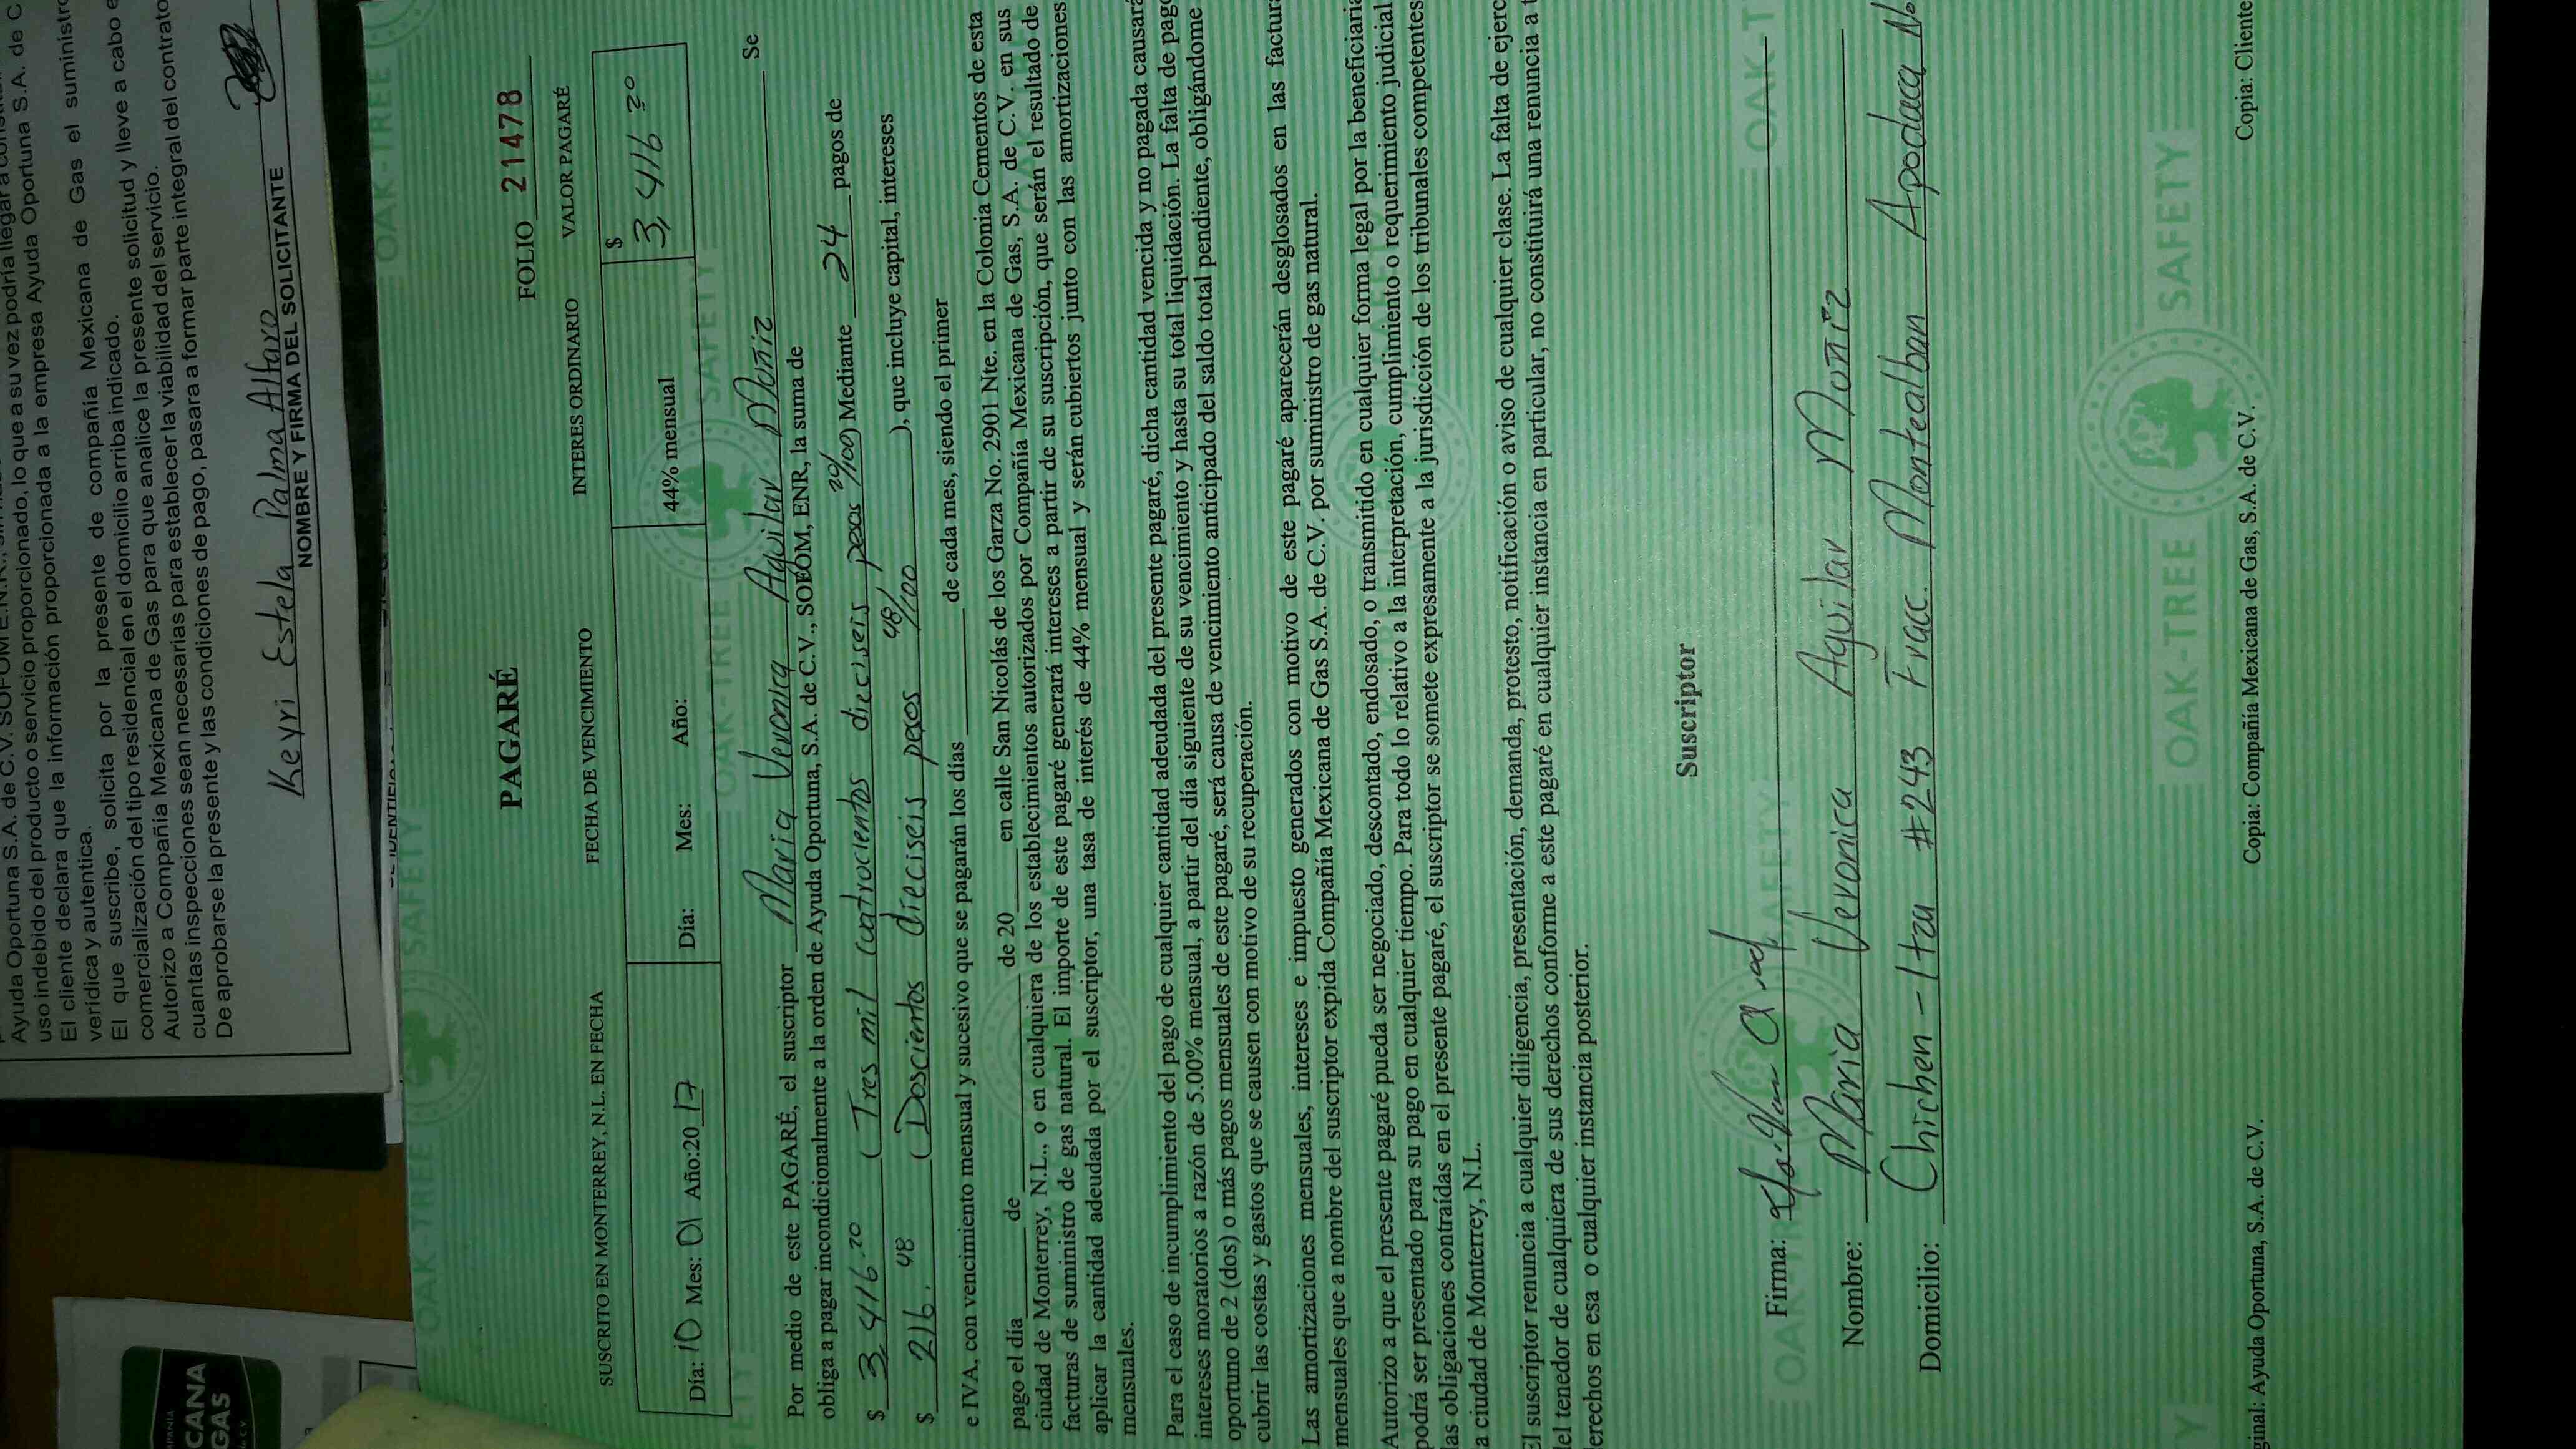 Ayuda Oportuna S.A. de C.V. SOFOM E.N.R.,
uso indebido del producto o servicio proporcionado, lo que a su vez podría llegar a
El cliente declara que la información proporcionada a la empresa Ayuda Oportuna S.A. de C
verídica y autentica.
El que suscribe, solicita por la presente de compañía Mexicana de Gas el suministro
comercialización del tipo residencial en el domicilio arriba indicado.
Autorizo a Compañía Mexicana de Gas para que analice la presente solicitud y lleve a cabo
cuantas inspecciones sean necesarias para establecer la viabilidad del servicio.
De aprobarse la presente y las condiciones de pago, pasara a formar parte integral del contrato
Keyri Estela Palma Alfaro
NOMBRE Y FIRMA DEL SOLICITANTE
CANA
GAS
PAGARÉ
FOLIO 21478
SUSCRITO EN MONTERREY, N.L. EN FECHA FECHA DE VENCIMIENTO INTERES ORDINARIO VALOR PAGARÉ
Día: 10 Mes: 01 Año:20 17 Día: Mes: Año: 44% mensual $ 3,416.20
Por medio de este PAGARÉ, el suscriptor Maria Veronica Aguilar Muñiz Se
obliga a pagar incondicionalmente a la orden de Ayuda Oportuna, S.A. de C.V., SOFOM, ENR, la suma de
$ 3,416.20 (Tres mil cuatrocientos dieciseis pesos 20/100) Mediante 24 pagos de
$ 216.48 (Doscientos dieciseis pesos 48/100), que incluye capital, intereses
e IVA, con vencimiento mensual y sucesivo que se pagarán los días ____ de cada mes, siendo el primer
pago el día ____ de ____ de 20 ____ en calle San Nicolás de los Garza No. 2901 Nte. en la Colonia Cementos de esta
ciudad de Monterrey, N.L., o en cualquiera de los establecimientos autorizados por Compañía Mexicana de Gas, S.A. de C.V. en sus
facturas de suministro de gas natural. El importe de este pagaré generará intereses a partir de su suscripción, que serán el resultado de
aplicar la cantidad adeudada por el suscriptor, una tasa de interés de 44% mensual y serán cubiertos junto con las amortizaciones
mensuales.
Para el caso de incumplimiento del pago de cualquier cantidad adeudada del presente pagaré, dicha cantidad vencida y no pagada causará
intereses moratorios a razón de 5.00% mensual, a partir del día siguiente de su vencimiento y hasta su total liquidación. La falta de pago
oportuno de 2 (dos) o más pagos mensuales de este pagaré, será causa de vencimiento anticipado del saldo total pendiente, obligándome
cubrir las costas y gastos que se causen con motivo de su recuperación.
Las amortizaciones mensuales, intereses e impuesto generados con motivo de este pagaré aparecerán desglosados en las factur
mensuales que a nombre del suscriptor expida Compañía Mexicana de Gas S.A. de C.V. por suministro de gas natural.
Autorizo a que el presente pagaré pueda ser negociado, descontado, endosado, o transmitido en cualquier forma legal por la beneficiaria
podrá ser presentado para su pago en cualquier tiempo. Para todo lo relativo a la interpretación, cumplimiento o requerimiento judicial
las obligaciones contraídas en el presente pagaré, el suscriptor se somete expresamente a la jurisdicción de los tribunales competentes
a ciudad de Monterrey, N.L.
El suscriptor renuncia a cualquier diligencia, presentación, demanda, protesto, notificación o aviso de cualquier clase. La falta de ejerc
del tenedor de cualquiera de sus derechos conforme a este pagaré en cualquier instancia en particular, no constituirá una renuncia a t
erechos en esa o cualquier instancia posterior.
Suscriptor
Firma:
Nombre: Maria Veronica Aguilar Muñiz
Domicilio: Chichen-Itza #243 Fracc. Montealban Apodaca N.
OAK-TREE SAFETY
ginal: Ayuda Oportuna, S.A. de C.V. Copia: Compañía Mexicana de Gas, S.A. de C.V. Copia: Cliente